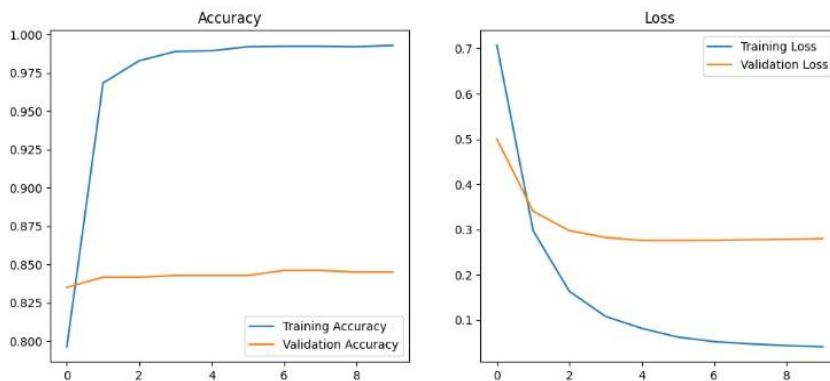 Accuracy
1.000
0.975
0.950
0.925
0.900
0.875
0.850
0.825
0.800
Training Accuracy
Validation Accuracy
0 2 4 6 8
Loss
0.7
0.6
0.5
0.4
0.3
0.2
0.1
Training Loss
Validation Loss
0 2 4 6 8